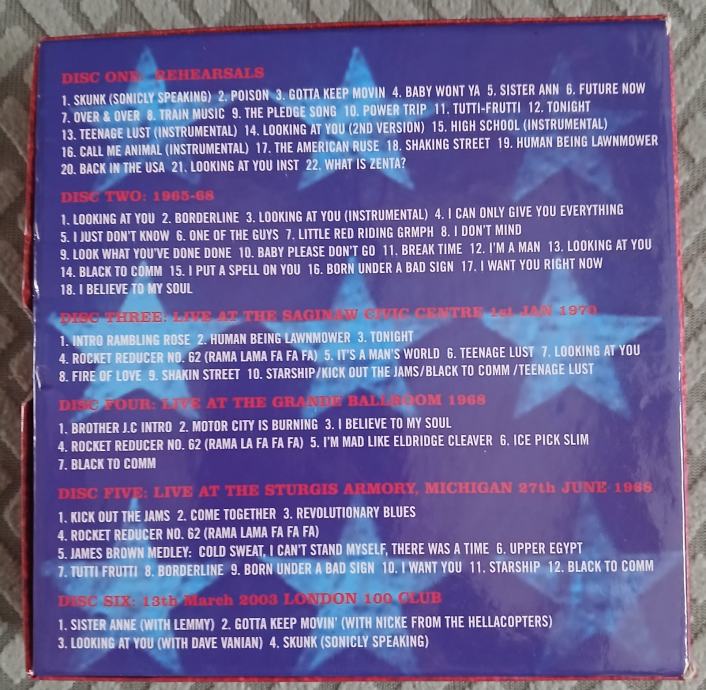 DISC ONE: REHEARSALS
1. SKUNK (SONICLY SPEAKING) 2. POISON 3. GOTTA KEEP MOVIN 4. BABY WONT YA 5. SISTER ANN 6. FUTURE NOW
7. OVER & OVER 8. TRAIN MUSIC 9. THE PLEDGE SONG 10. POWER TRIP 11. TUTTI-FRUTTI 12. TONIGHT
13. TEENAGE LUST (INSTRUMENTAL) 14. LOOKING AT YOU (2ND VERSION) 15. HIGH SCHOOL (INSTRUMENTAL)
16. CALL ME ANIMAL (INSTRUMENTAL) 17. THE AMERICAN RUSE 18. SHAKING STREET 19. HUMAN BEING LAWNMOWER
20. BACK IN THE USA 21. LOOKING AT YOU INST 22. WHAT IS ZENTA?
DISC TWO: 1965-68
1. LOOKING AT YOU 2. BORDERLINE 3. LOOKING AT YOU (INSTRUMENTAL) 4. I CAN ONLY GIVE YOU EVERYTHING
5. I JUST DON'T KNOW 6. ONE OF THE GUYS 7. LITTLE RED RIDING GRMPH 8. I DON'T MIND
9. LOOK WHAT YOU'VE DONE DONE 10. BABY PLEASE DON'T GO 11. BREAK TIME 12. I'M A MAN 13. LOOKING AT YOU
14. BLACK TO COMM 15. I PUT A SPELL ON YOU 16. BORN UNDER A BAD SIGN 17. I WANT YOU RIGHT NOW
18. I BELIEVE TO MY SOUL
DISC THREE: LIVE AT THE SAGINAW CIVIC CENTRE 1st JAN 1970
1. INTRO RAMBLING ROSE 2. HUMAN BEING LAWNMOWER 3. TONIGHT
4. ROCKET REDUCER NO. 62 (RAMA LAMA FA FA FA) 5. IT'S A MAN'S WORLD 6. TEENAGE LUST 7. LOOKING AT YOU
8. FIRE OF LOVE 9. SHAKIN STREET 10. STARSHIP/KICK OUT THE JAMS/BLACK TO COMM /TEENAGE LUST
DISC FOUR: LIVE AT THE GRANDE BALLROOM 1968
1. BROTHER J.C INTRO 2. MOTOR CITY IS BURNING 3. I BELIEVE TO MY SOUL
4. ROCKET REDUCER NO. 62 (RAMA LA FA FA FA) 5. I'M MAD LIKE ELDRIDGE CLEAVER 6. ICE PICK SLIM
7. BLACK TO COMM
DISC FIVE: LIVE AT THE STURGIS ARMORY, MICHIGAN 27th JUNE 1968
1. KICK OUT THE JAMS 2. COME TOGETHER 3. REVOLUTIONARY BLUES
4. ROCKET REDUCER NO. 62 (RAMA LAMA FA FA FA)
5. JAMES BROWN MEDLEY: COLD SWEAT, I CAN'T STAND MYSELF, THERE WAS A TIME 6. UPPER EGYPT
7. TUTTI FRUTTI 8. BORDERLINE 9. BORN UNDER A BAD SIGN 10. I WANT YOU 11. STARSHIP 12. BLACK TO COMM
DISC SIX: 13th March 2003 LONDON 100 CLUB
1. SISTER ANNE (WITH LEMMY) 2. GOTTA KEEP MOVIN' (WITH NICKE FROM THE HELLACOPTERS)
3. LOOKING AT YOU (WITH DAVE VANIAN) 4. SKUNK (SONICLY SPEAKING)